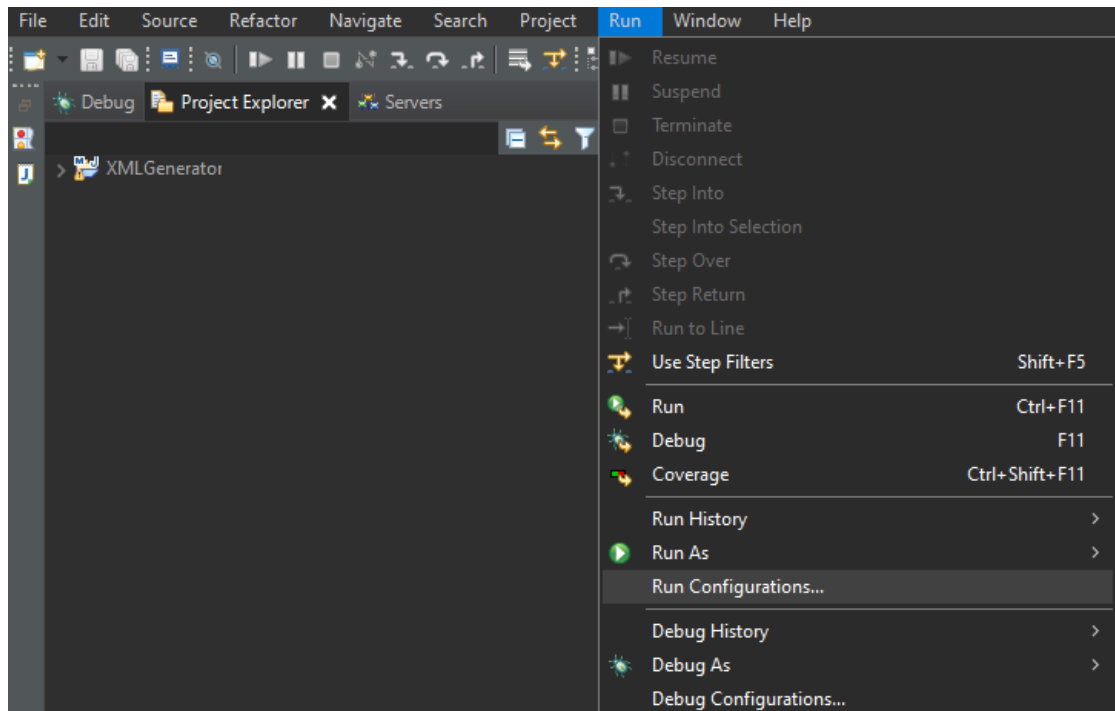 File Edit Source Refactor Navigate Search Project Run Window Help
Debug Project Explorer Servers
XMLGenerator
Resume
Suspend
Terminate
Disconnect
Step Into
Step Into Selection
Step Over
Step Return
Run to Line
Use Step Filters Shift+F5
Run Ctrl+F11
Debug F11
Coverage Ctrl+Shift+F11
Run History
Run As
Run Configurations...
Debug History
Debug As
Debug Configurations...